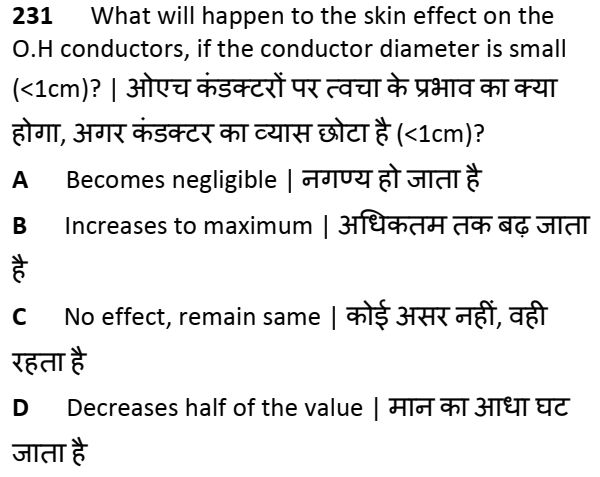 231 What will happen to the skin effect on the
O.H conductors, if the conductor diameter is small
(<1cm)? | ओएच कंडक्टरों पर त्वचा के प्रभाव का क्या
होगा, अगर कंडक्टर का व्यास छोटा है (<1cm)?
A Becomes negligible | नगण्य हो जाता है
B Increases to maximum | अधिकतम तक बढ़ जाता
है
C No effect, remain same | कोई असर नहीं, वही
रहता है
D Decreases half of the value | मान का आधा घट
जाता है